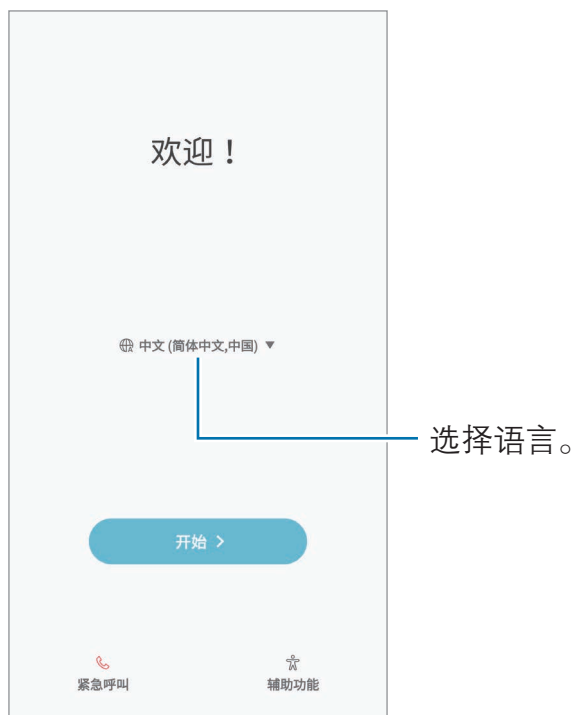 欢迎！
中文 (简体中文,中国)
选择语言。
开始
紧急呼叫
辅助功能